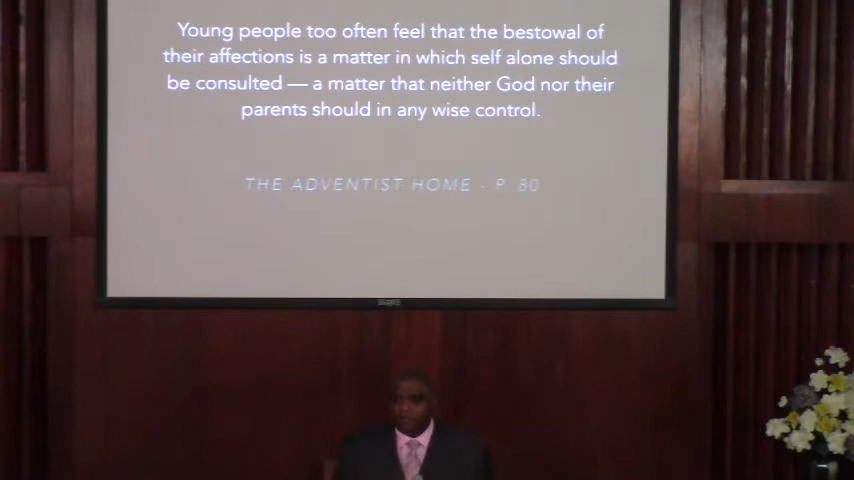 Young people too often feel that the bestowal of
their affections is a matter in which self alone should
be consulted — a matter that neither God nor their
parents should in any wise control.
THE ADVENTIST HOME - P. 80